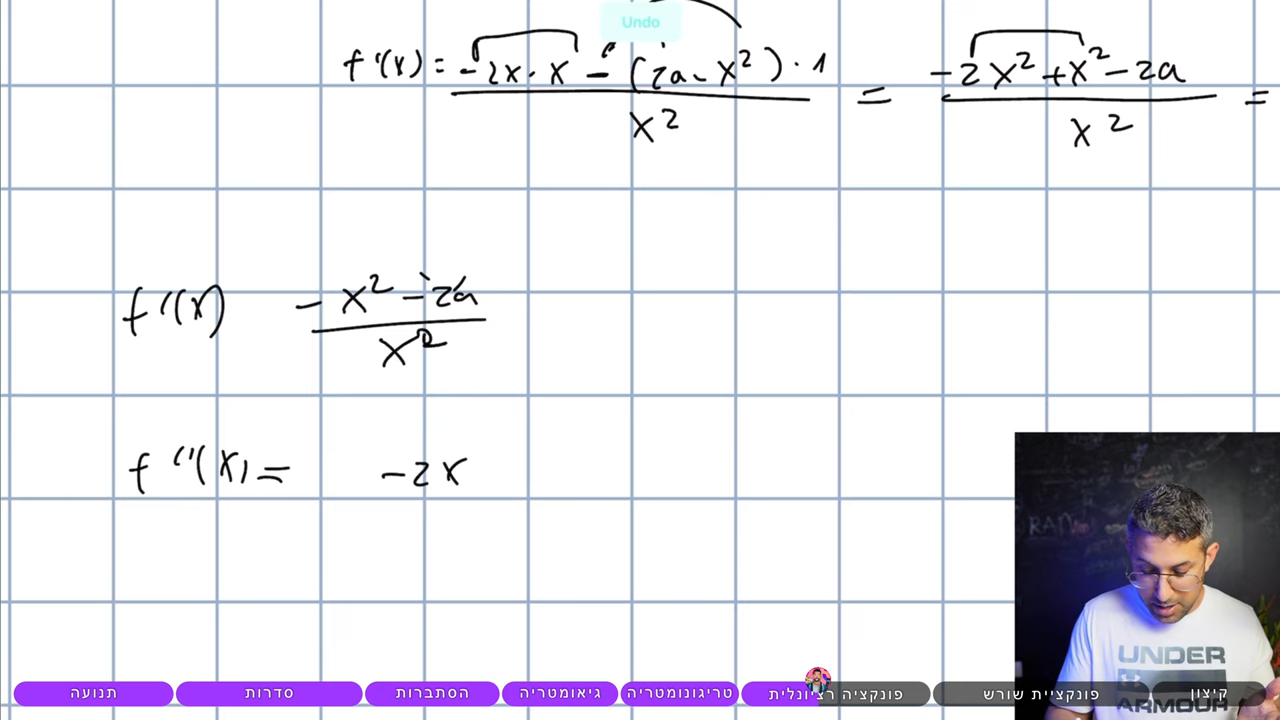 Undo
f'(x) = -2x · x - (2a - x²) · 1 / x² = -2x² + x² - 2a / x² =
f'(x) -x² - 2a / x²
f''(x) = -2x
UNDER
ARMOUR
תנועה סדרות הסתברות גיאומטריה טריגונומטריה פונקציה רציונלית פונקציית שורש קיצון